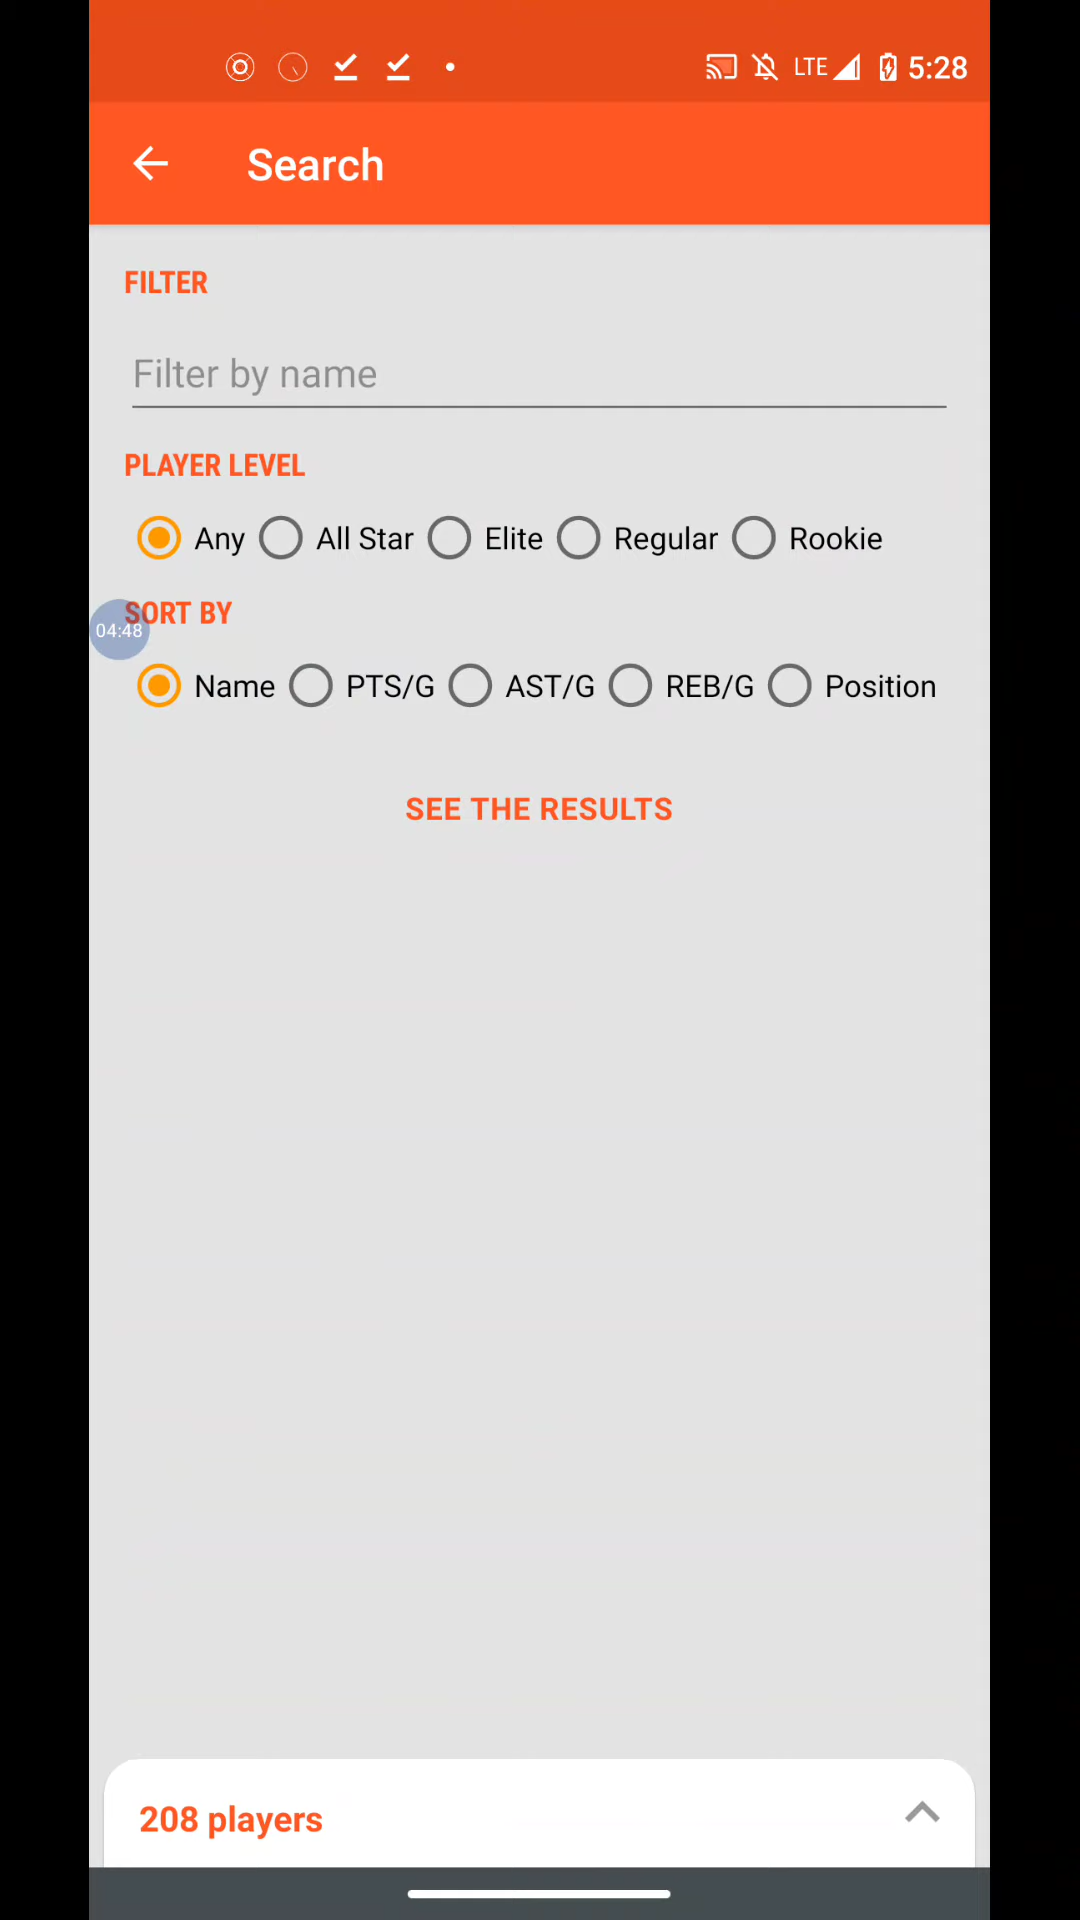 LTE 5:28
Search
FILTER
Filter by name
PLAYER LEVEL
Any All Star Elite Regular Rookie
SORT BY
04:48
Name PTS/G AST/G REB/G Position
SEE THE RESULTS
208 players